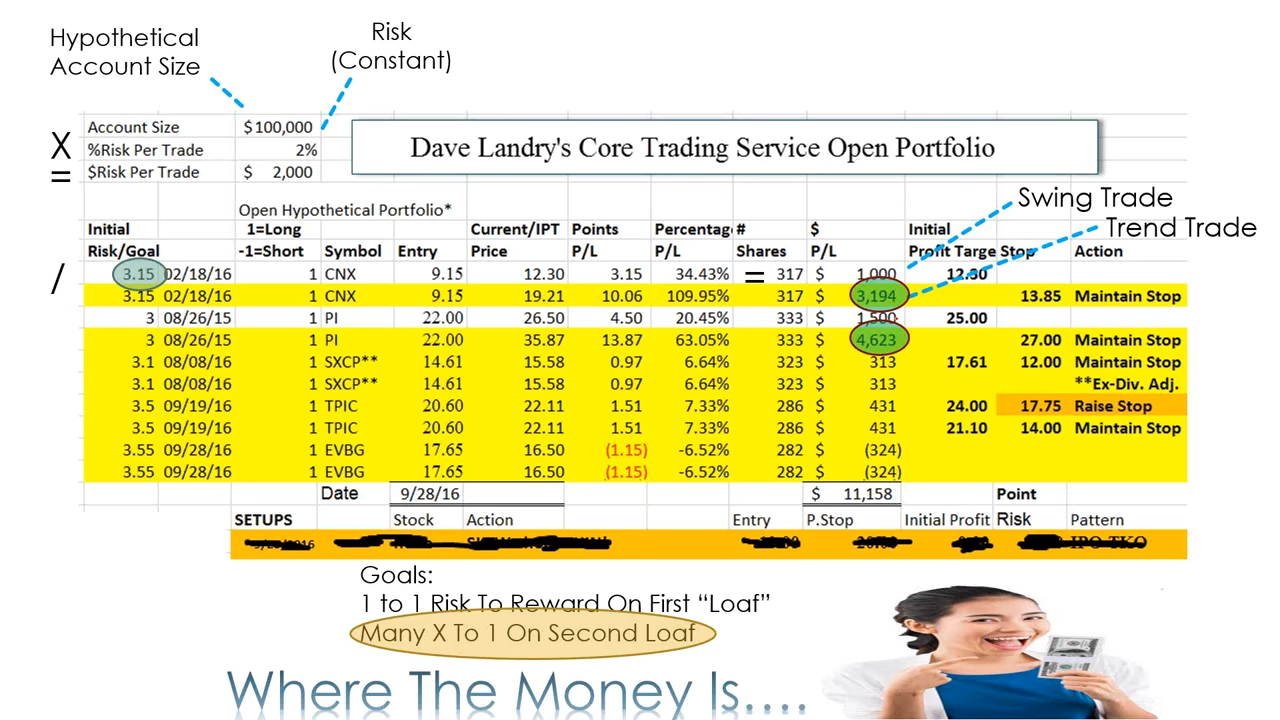 Hypothetical
Account Size
Risk
(Constant)
X
=
Account Size $100,000
%Risk Per Trade 2%
$Risk Per Trade $ 2,000
Dave Landry's Core Trading Service Open Portfolio
Swing Trade
Trend Trade
Open Hypothetical Portfolio*
Initial 1=Long Current/IPT Points Percentag # $ Initial
Risk/Goal -1=Short Symbol Entry Price P/L P/L Shares P/L Profit Targe Stop Action
/ 3.15 02/18/16 1 CNX 9.15 12.30 3.15 34.43% = 317 $ 1,000 12.30
3.15 02/18/16 1 CNX 9.15 19.21 10.06 109.95% 317 $ 3,194 13.85 Maintain Stop
3 08/26/15 1 PI 22.00 26.50 4.50 20.45% 333 $ 1,500 25.00
3 08/26/15 1 PI 22.00 35.87 13.87 63.05% 333 $ 4,623 27.00 Maintain Stop
3.1 08/08/16 1 SXCP** 14.61 15.58 0.97 6.64% 323 $ 313 17.61 12.00 Maintain Stop
3.1 08/08/16 1 SXCP** 14.61 15.58 0.97 6.64% 323 $ 313 **Ex-Div. Adj.
3.5 09/19/16 1 TPIC 20.60 22.11 1.51 7.33% 286 $ 431 24.00 17.75 Raise Stop
3.5 09/19/16 1 TPIC 20.60 22.11 1.51 7.33% 286 $ 431 21.10 14.00 Maintain Stop
3.55 09/28/16 1 EVBG 17.65 16.50 (1.15) -6.52% 282 $ (324)
3.55 09/28/16 1 EVBG 17.65 16.50 (1.15) -6.52% 282 $ (324)
Date 9/28/16 $ 11,158 Point
SETUPS Stock Action Entry P.Stop Initial Profit Risk Pattern
IPO TKO
Goals:
1 to 1 Risk To Reward On First “Loaf”
Many X To 1 On Second Loaf
Where The Money Is....